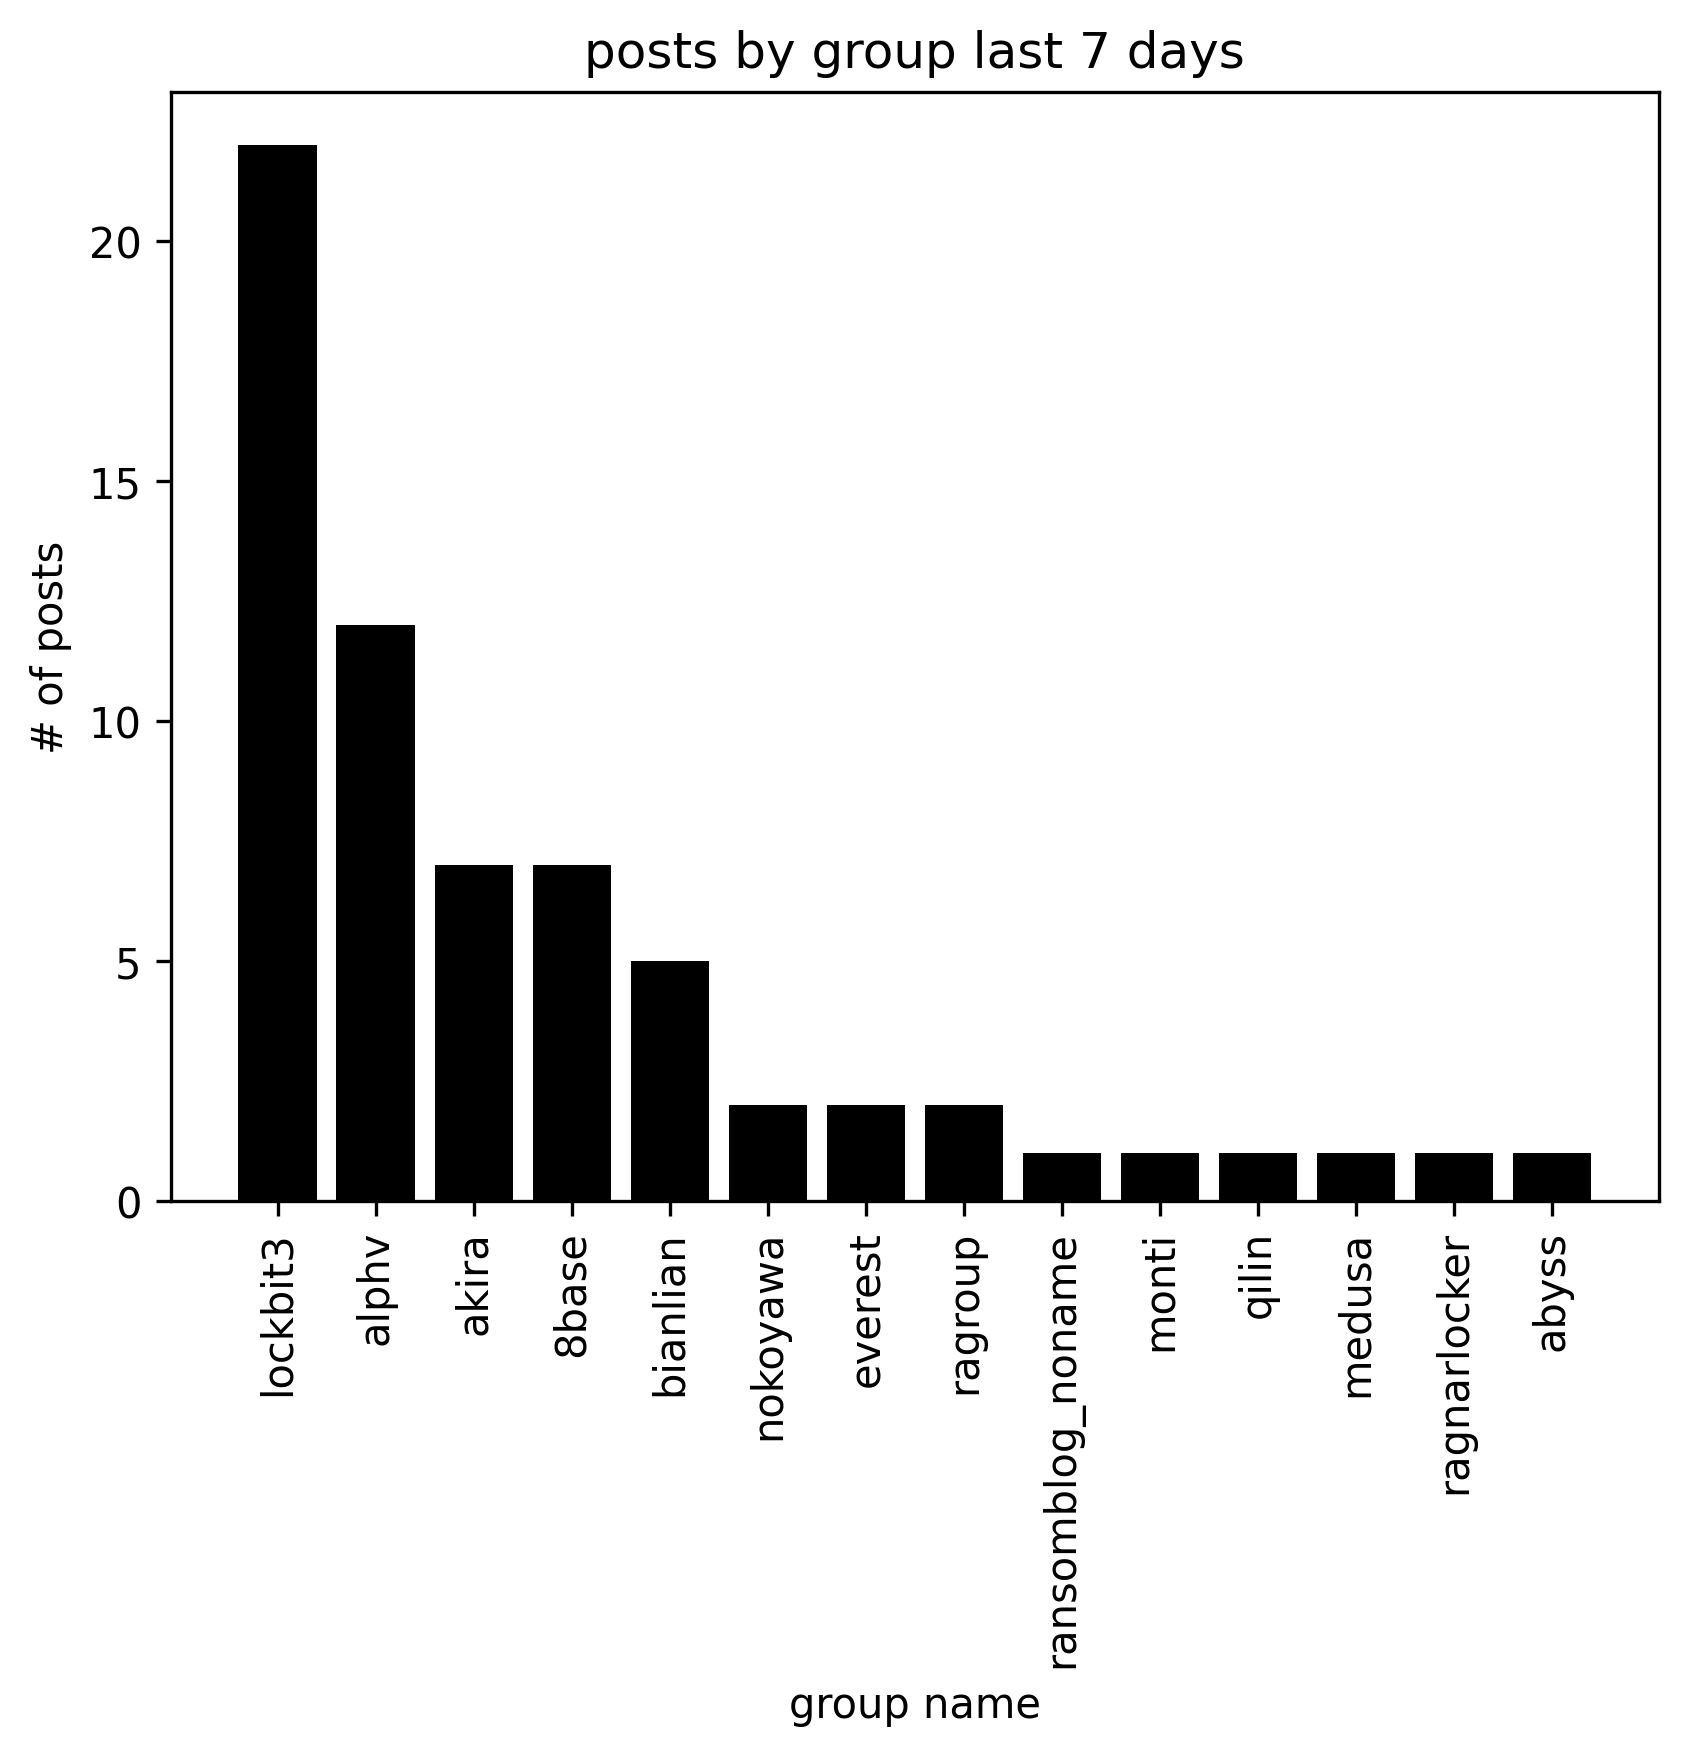 posts by group last 7 days
# of posts
20
15
10
5
0
lockbit3
alphv
akira
8base
bianlian
nokoyawa
everest
ragroup
ransomblog_noname
monti
qilin
medusa
ragnarlocker
abyss
group name